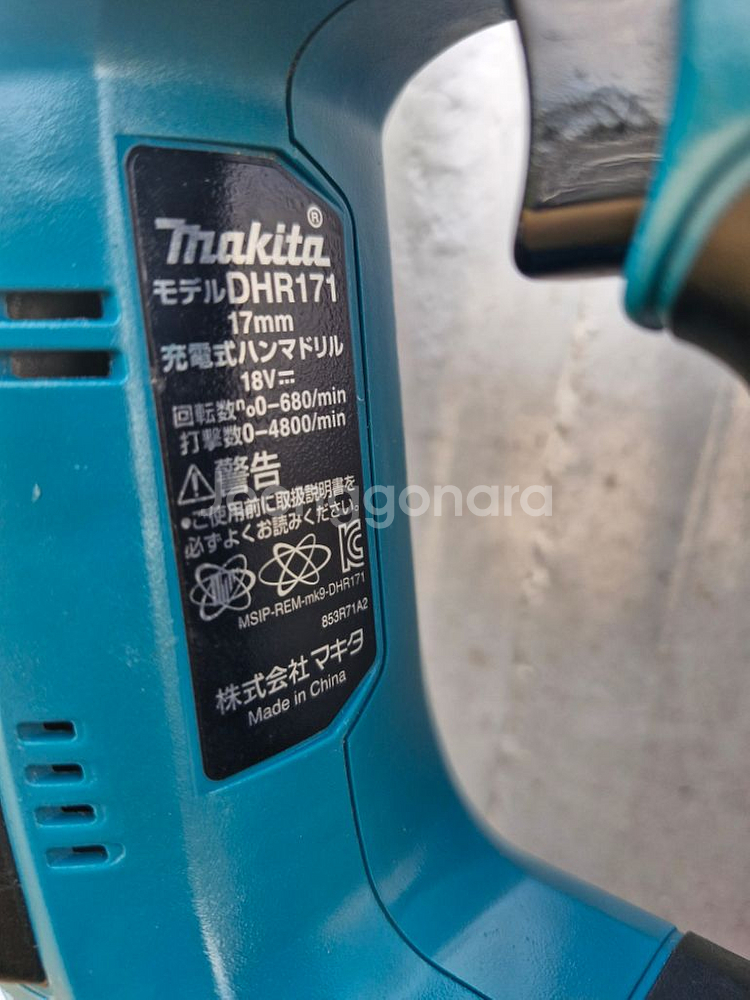 makita®
モデルDHR171
17mm
充電式ハンマドリル
18V⎓
回転数n₀0-680/min
打撃数0-4800/min
⚠警告
•ご使用前に取扱説明書を
必ずよくお読みください。
MSIP-REM-mk9-DHR171
853R71A2
株式会社 マキタ
Made in China